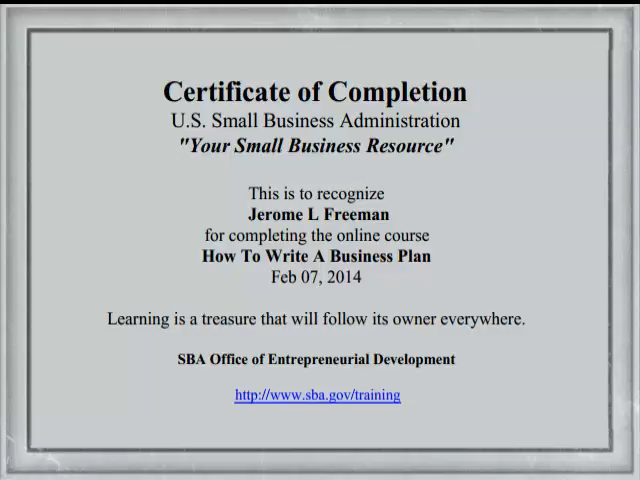 Certificate of Completion
U.S. Small Business Administration
"Your Small Business Resource"
This is to recognize
Jerome L Freeman
for completing the online course
How To Write A Business Plan
Feb 07, 2014
Learning is a treasure that will follow its owner everywhere.
SBA Office of Entrepreneurial Development
http://www.sba.gov/training